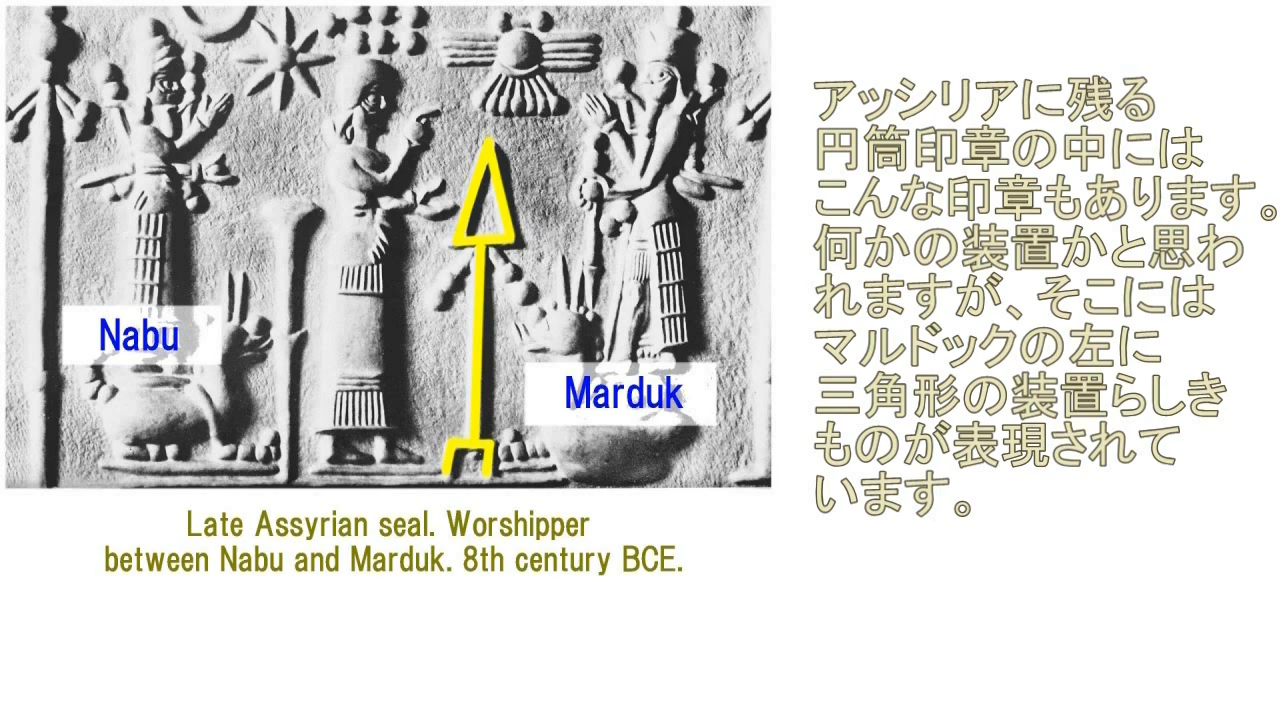 Nabu
Marduk
Late Assyrian seal. Worshipper
between Nabu and Marduk. 8th century BCE.
アッシリアに残る
円筒印章の中には
こんな印章もあります。
何かの装置かと思わ
れますが、そこには
マルドックの左に
三角形の装置らしき
ものが表現されて
います。